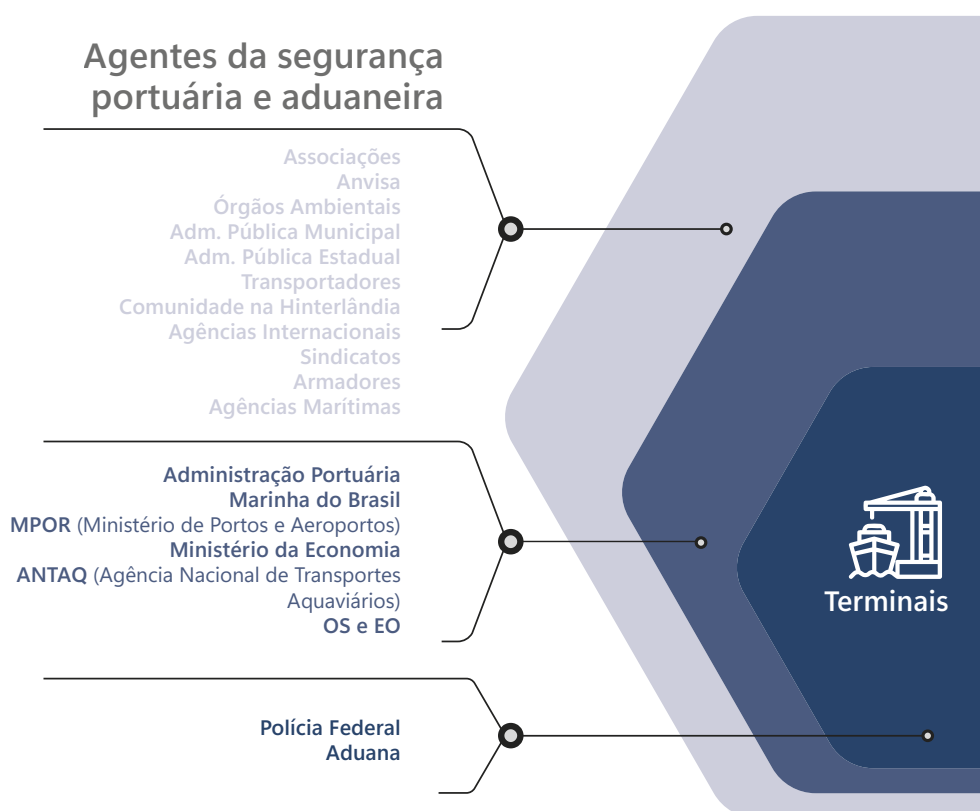 Agentes da segurança
portuária e aduaneira
Associações
Anvisa
Órgãos Ambientais
Adm. Pública Municipal
Adm. Pública Estadual
Transportadores
Comunidade na Hinterlândia
Agências Internacionais
Sindicatos
Armadores
Agências Marítimas
Administração Portuária
Marinha do Brasil
MPOR (Ministério de Portos e Aeroportos)
Ministério da Economia
ANTAQ (Agência Nacional de Transportes
Aquaviários)
OS e EO
Polícia Federal
Aduana
Terminais